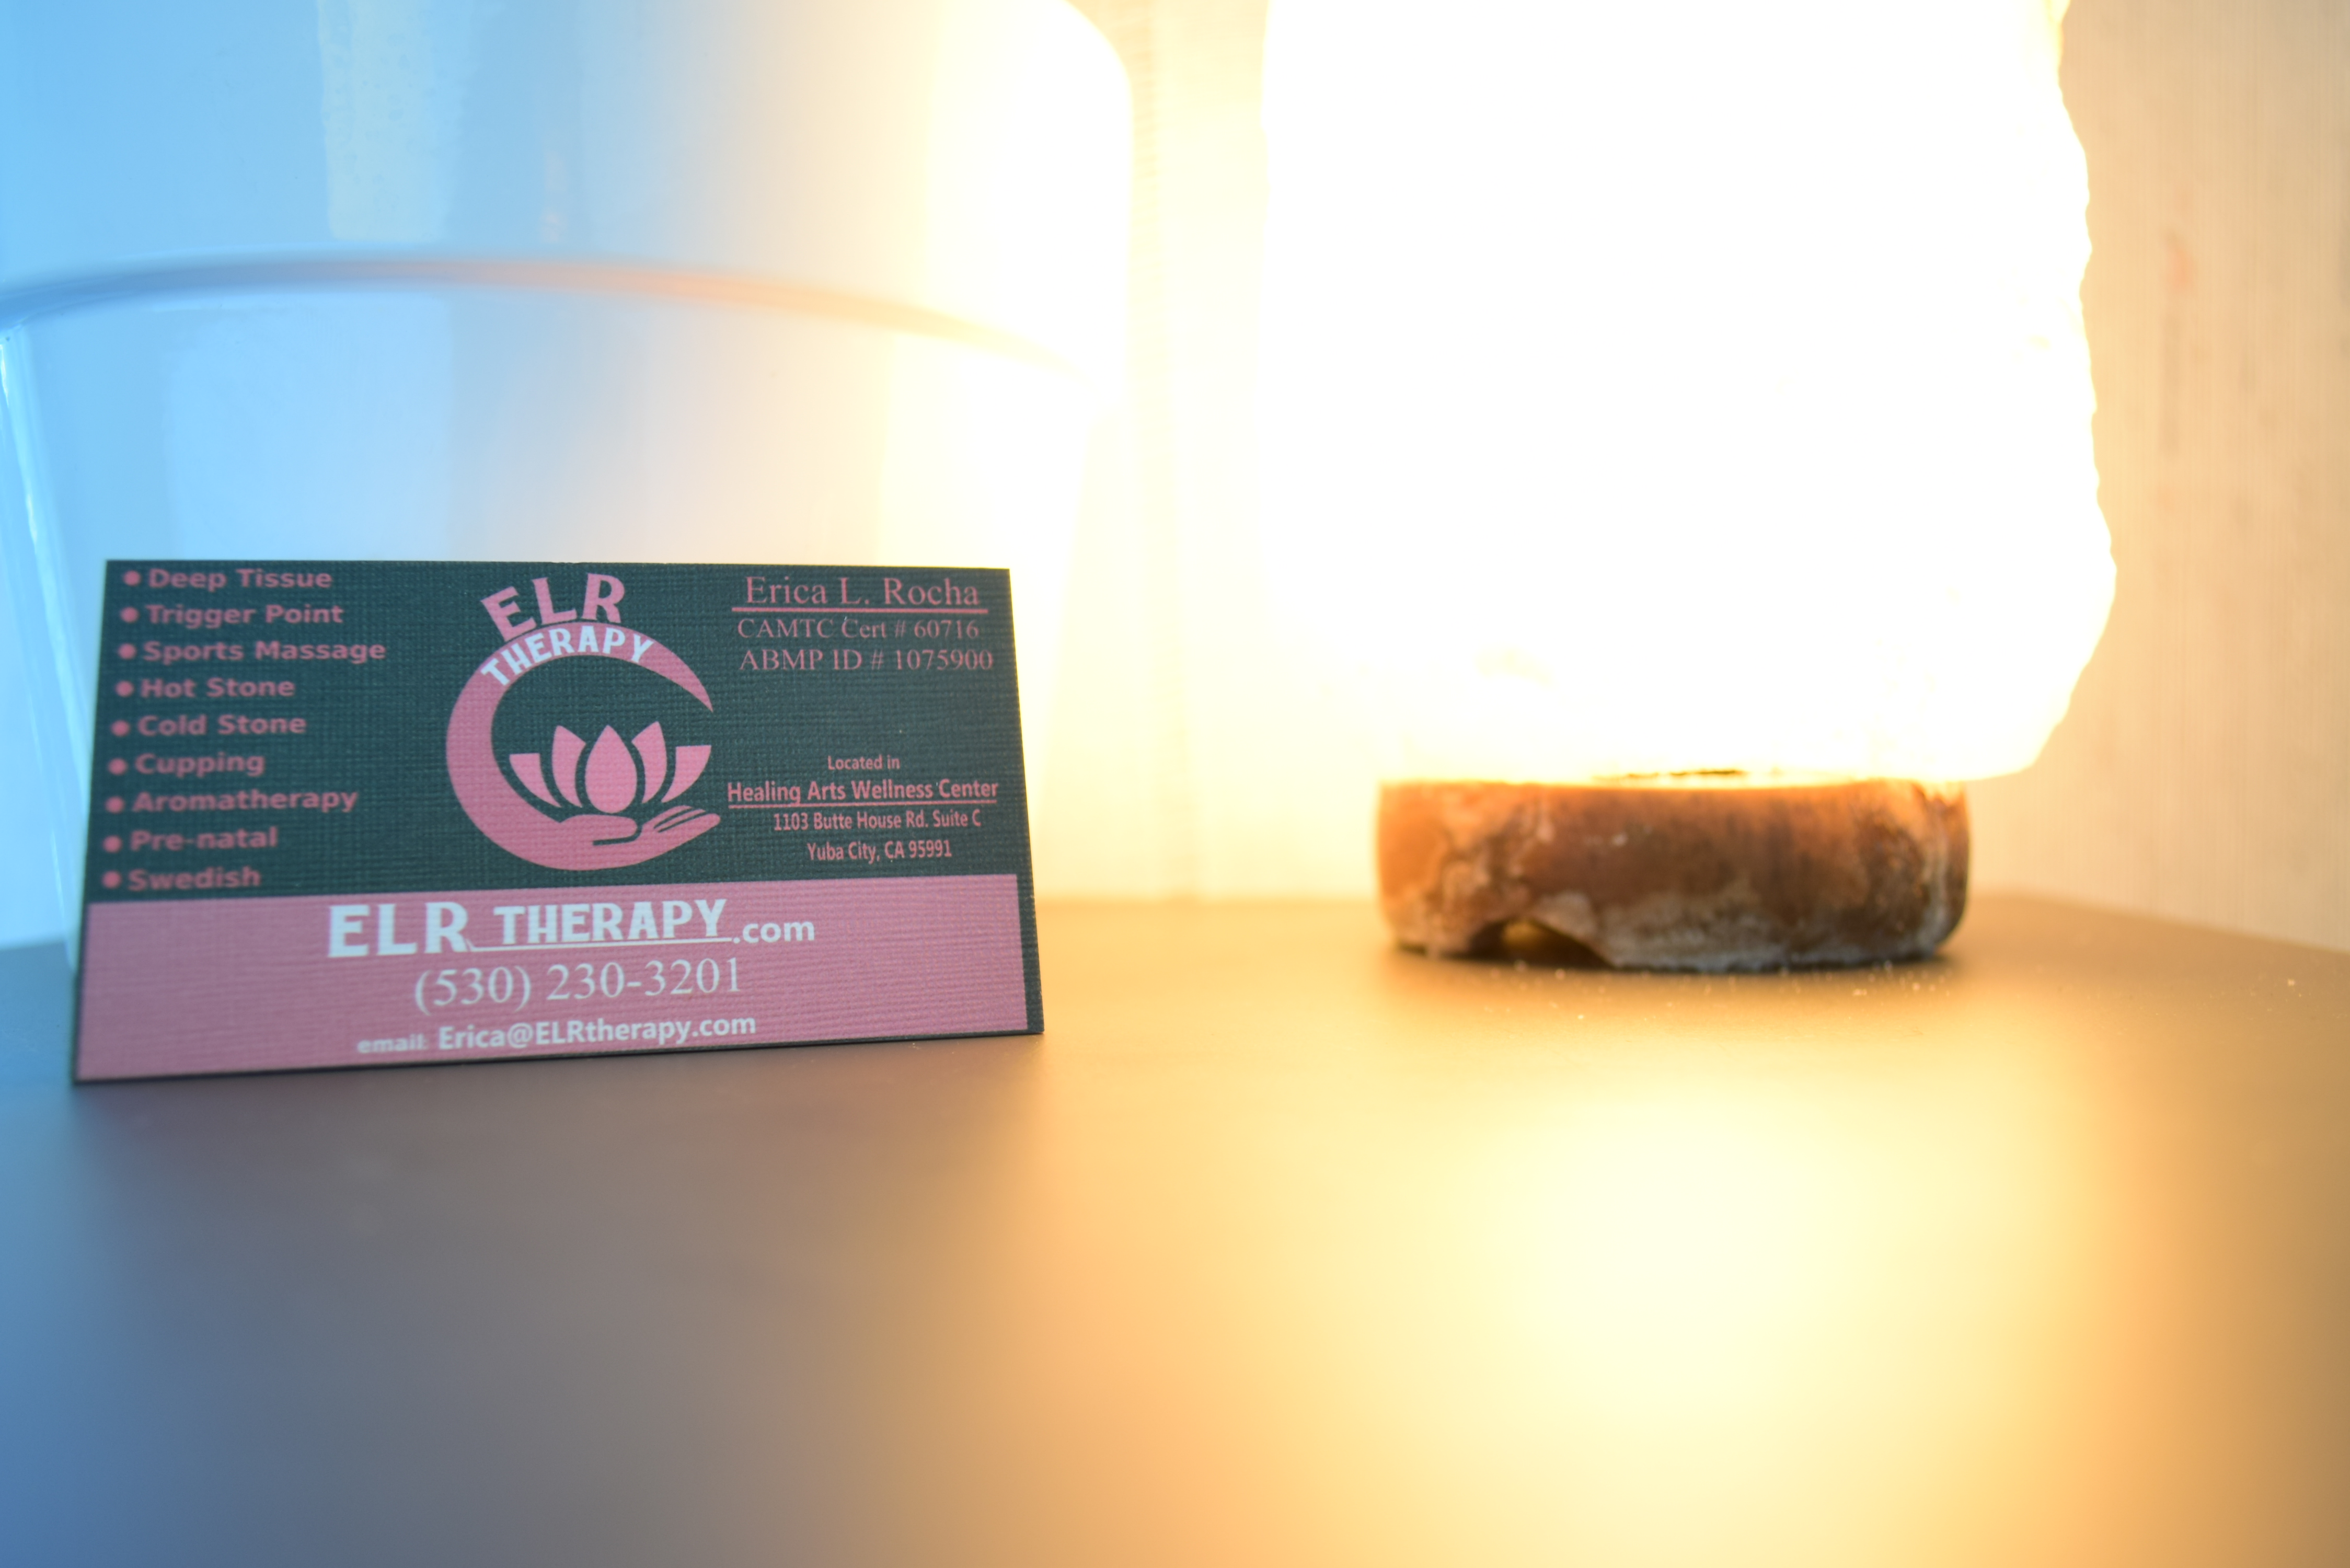 Deep Tissue
Trigger Point
Sports Massage
Hot Stone
Cold Stone
Cupping
Aromatherapy
Pre-natal
Swedish
ELR
THERAPY
Erica L. Rocha
CAMTC Cert # 60716
ABMP ID # 1075900
Located in
Healing Arts Wellness Center
1103 Butte House Rd. Suite C
Yuba City, CA 95991
ELR THERAPY.com
(530) 230-3201
email: Erica@ELRtherapy.com